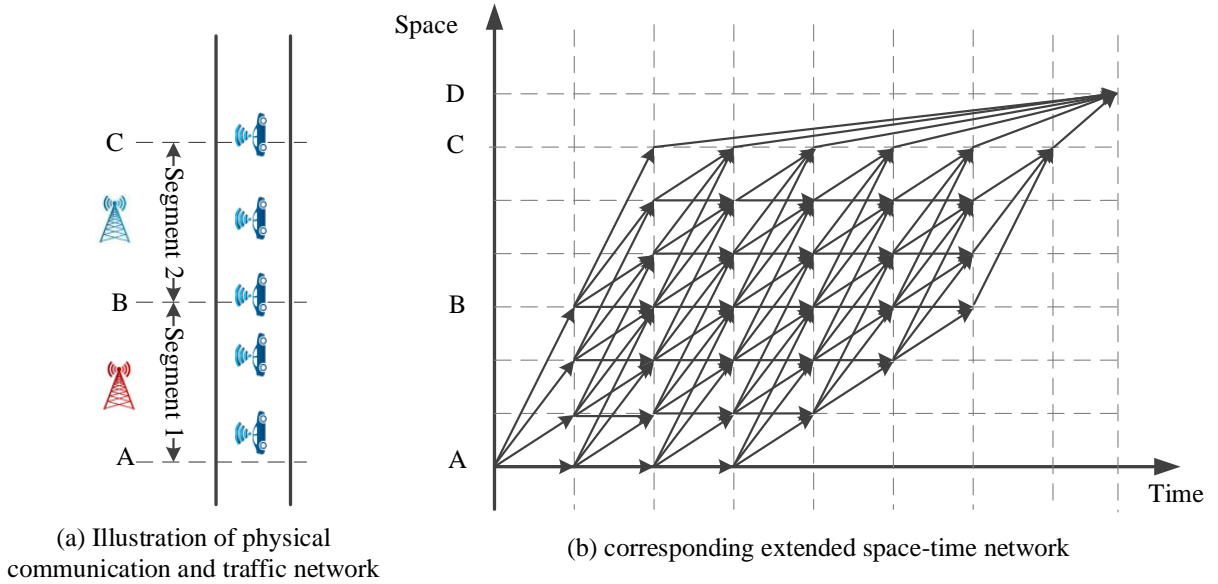 C
Segment 2
B
Segment 1
A
(a) Illustration of physical
communication and traffic network
Space
D
C
B
A
Time
(b) corresponding extended space-time network